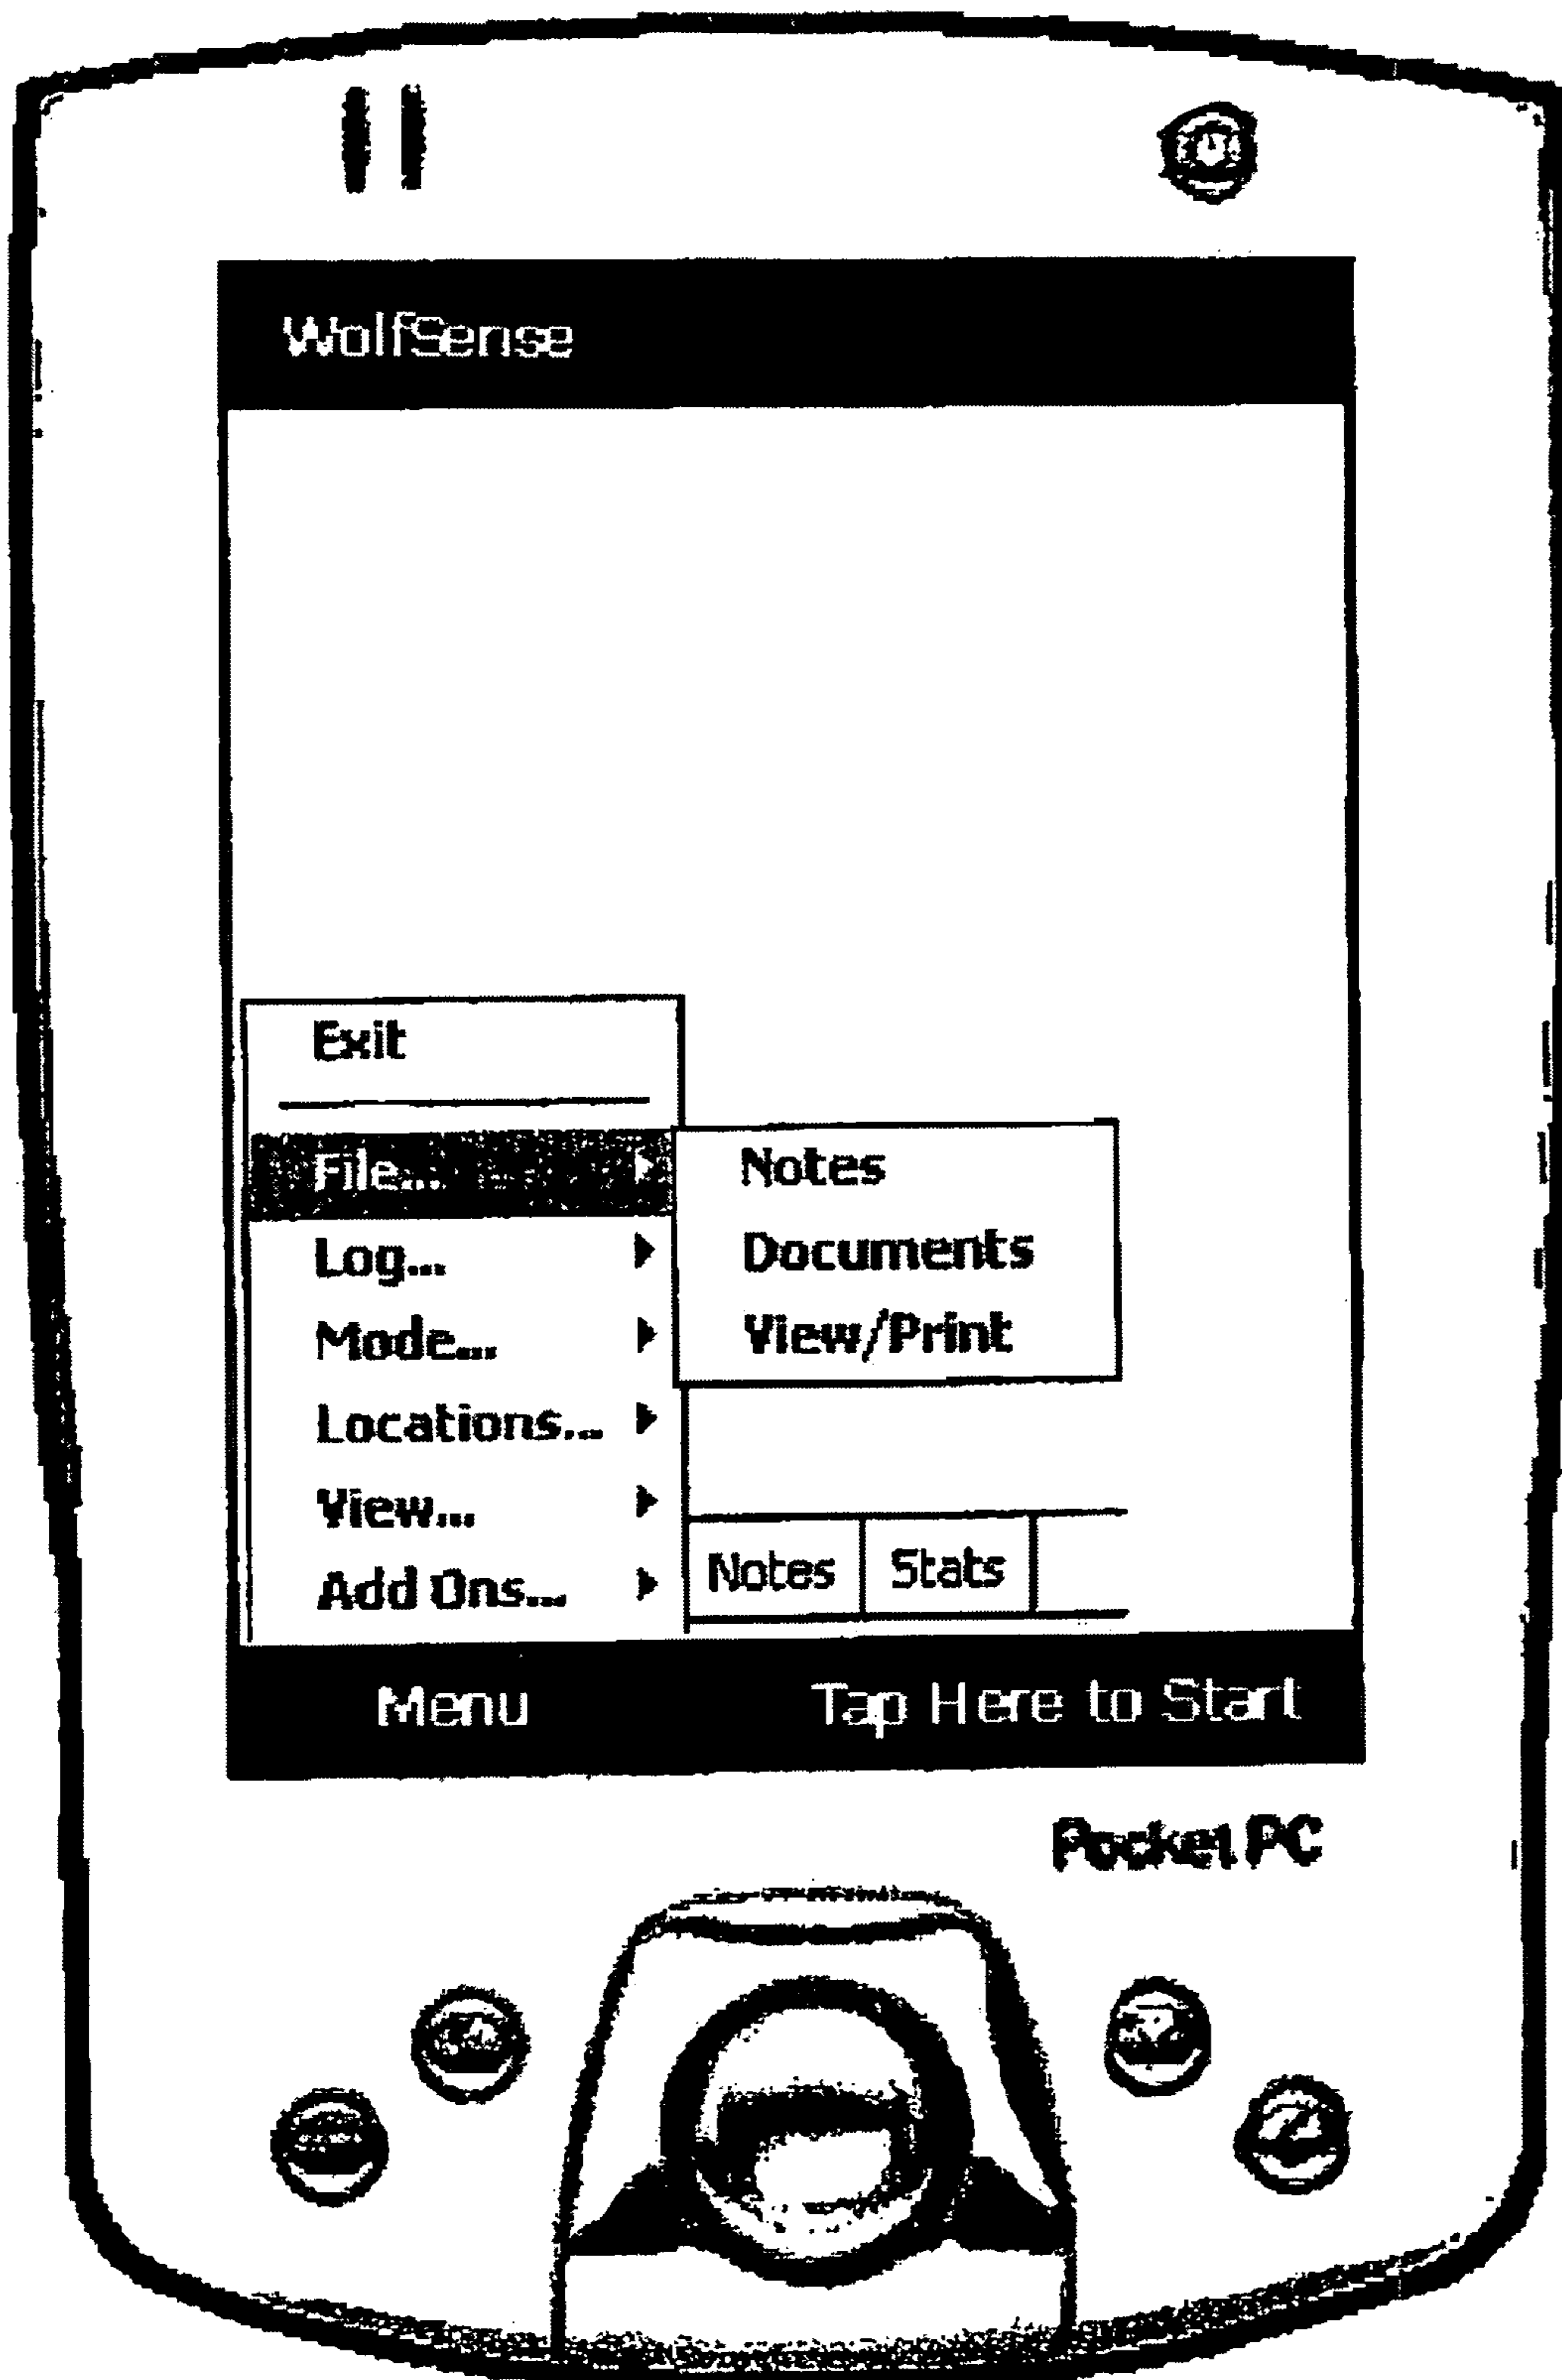 WolfSense
Exit
File...
Notes
Log...
Documents
Mode...
View/Print
Locations...
View...
Add Ons...
Notes
Stats
Menu
Tap Here to Start
Pocket PC